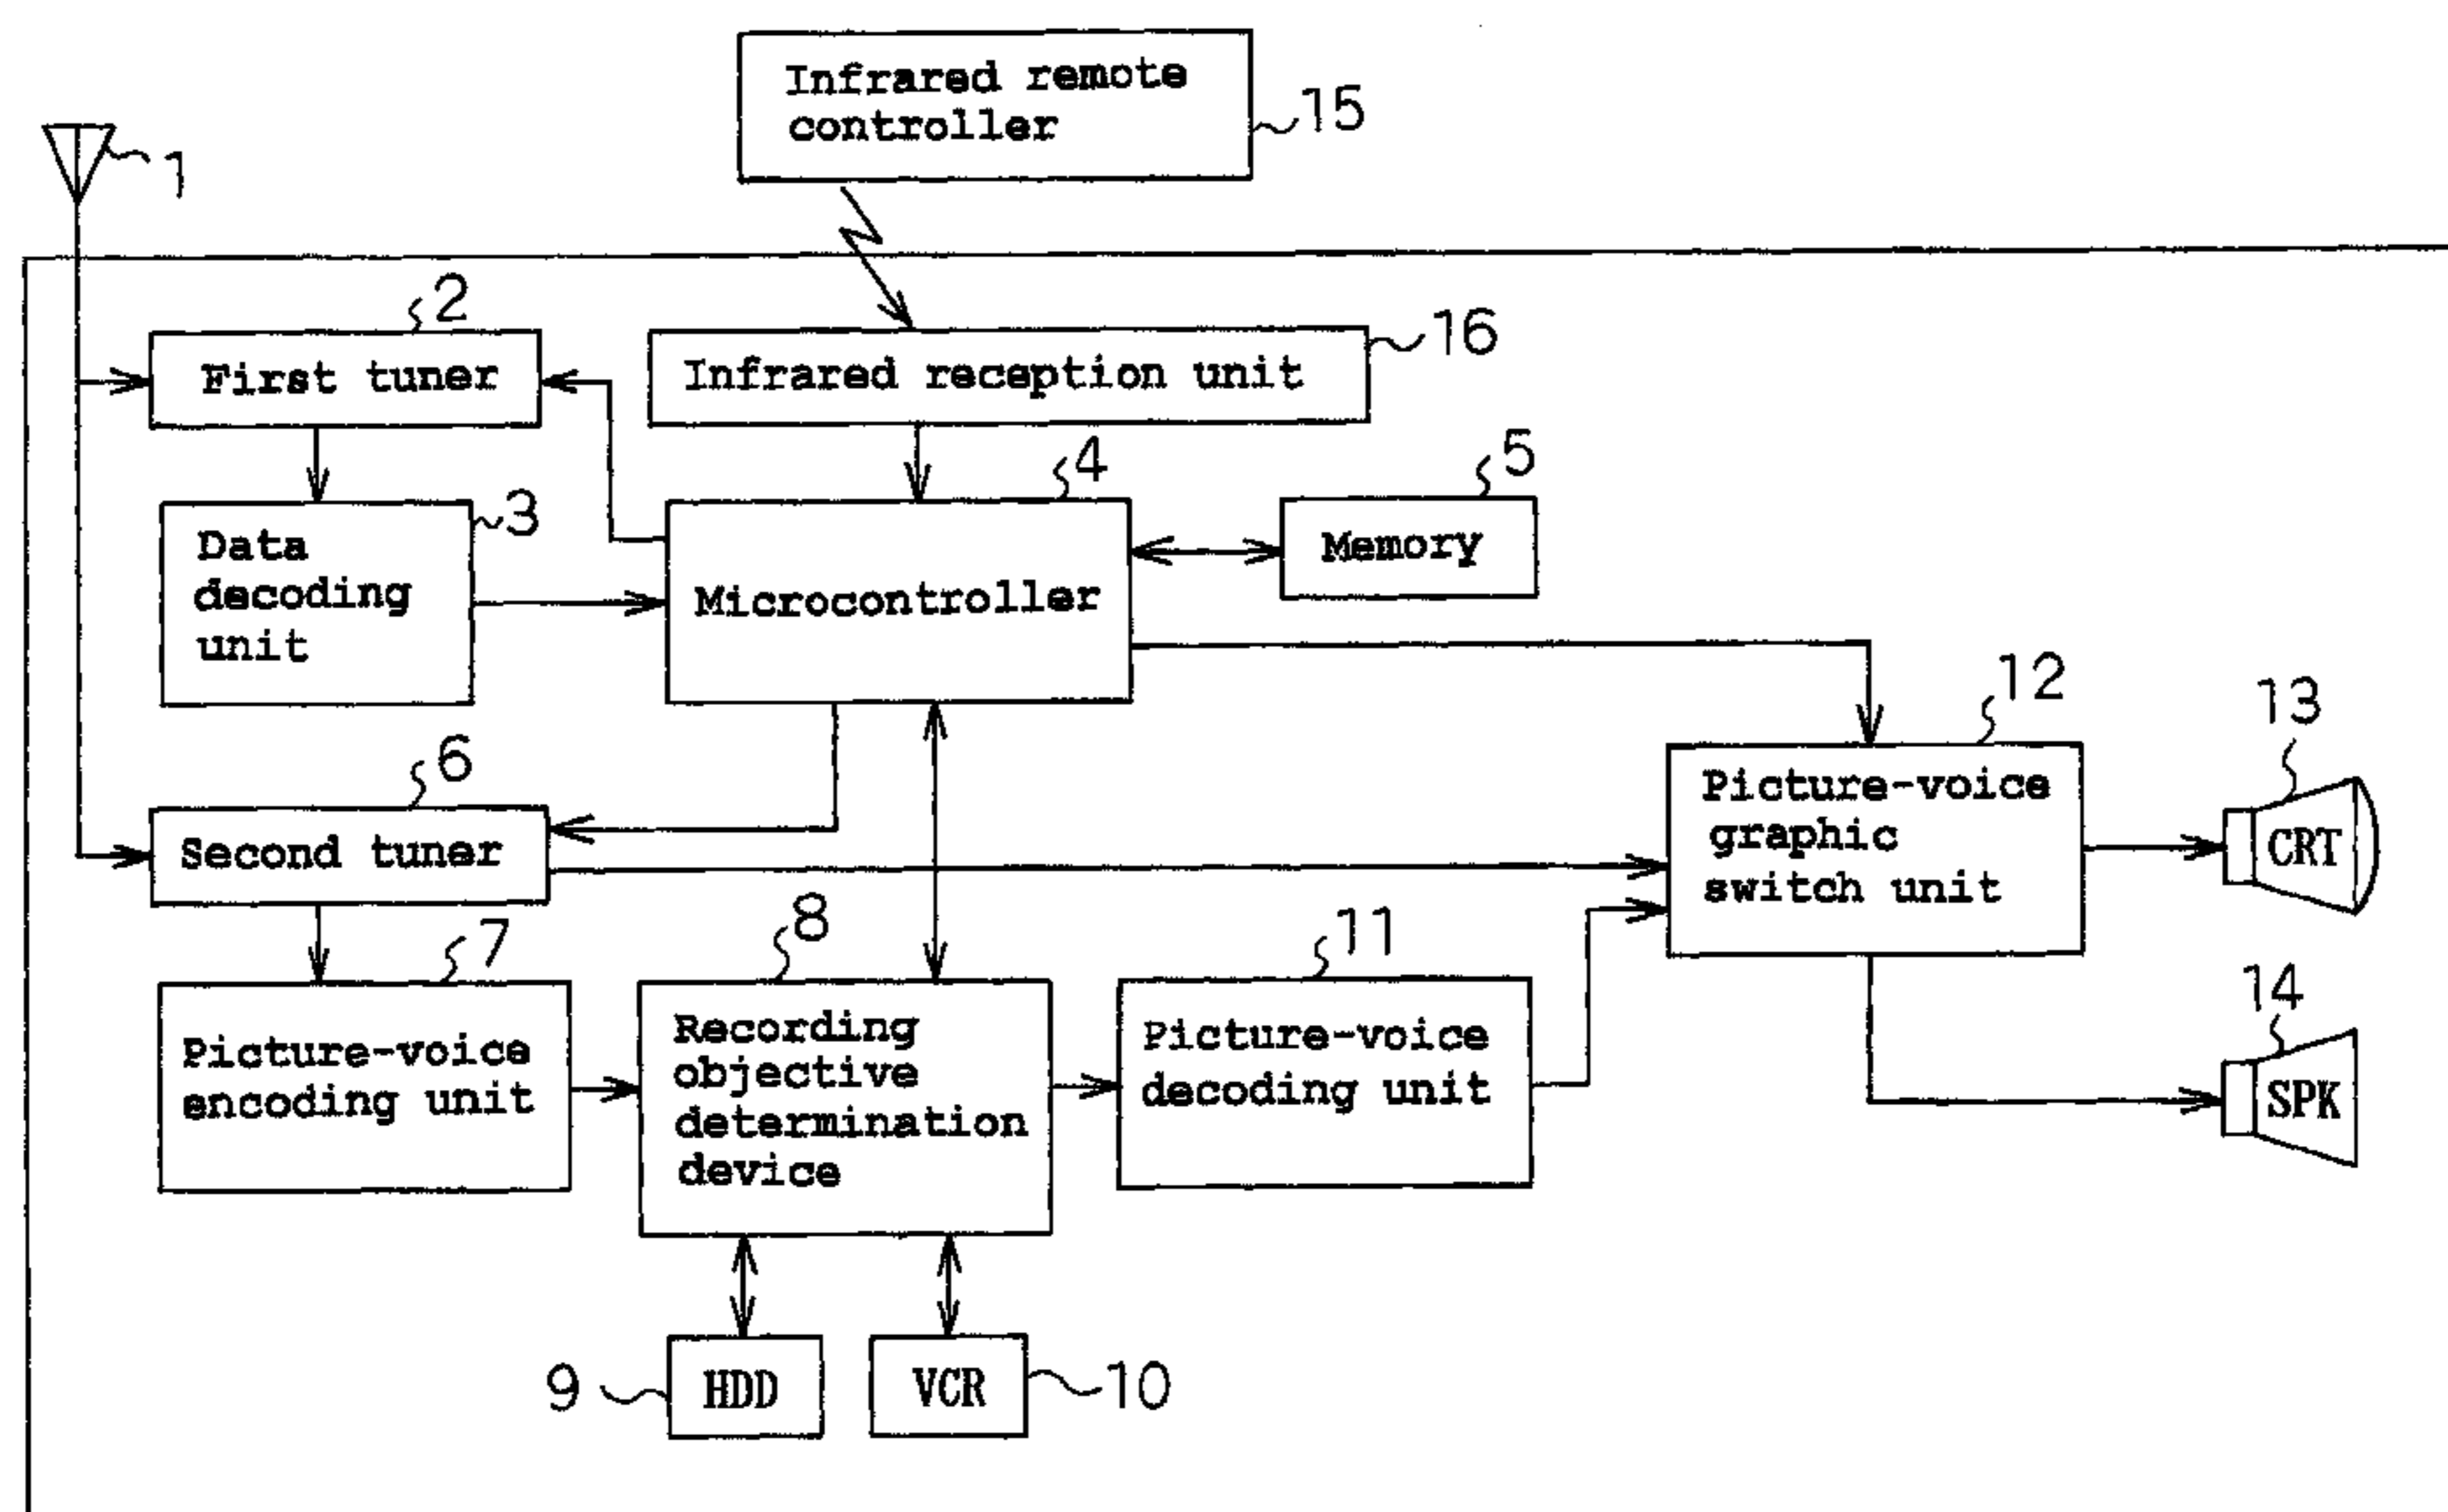 Infrared remote
controller
15
1
2
First tuner
Infrared reception unit
16
3
Data
decoding
unit
4
Microcontroller
5
Memory
6
Second tuner
12
Picture-voice
graphic
switch unit
13
CRT
7
Picture-voice
encoding unit
8
Recording
objective
determination
device
11
Picture-voice
decoding unit
14
SPK
9
HDD
VCR
10